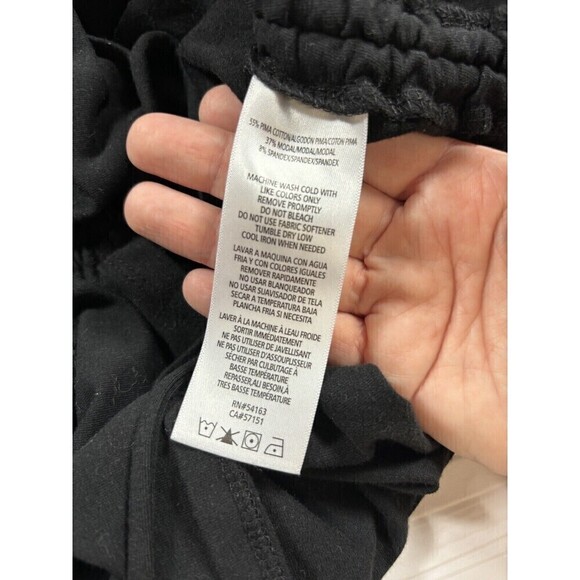 55% PIMA COTTON/ALGODON PIMA/COTON PIMA
37% MODAL/MODAL/MODAL
8% SPANDEX/SPANDEX/SPANDEX
MACHINE WASH COLD WITH
LIKE COLORS ONLY
REMOVE PROMPTLY
DO NOT BLEACH
DO NOT USE FABRIC SOFTENER
TUMBLE DRY LOW
COOL IRON WHEN NEEDED
LAVAR A MAQUINA CON AGUA
FRIA Y CON COLORES IGUALES
REMOVER RAPIDAMENTE
NO USAR BLANQUEADOR
NO USAR SUAVISADOR DE TELA
SECAR A TEMPERATURA BAJA
PLANCHA FRIA SI NECESITA
LAVER À LA MACHINE À L'EAU FROIDE
SORTIR IMMÉDIATEMENT
NE PAS UTILISER DE JAVELLISANT
NE PAS UTILISER D'ASSOUPLISSEUR
SÉCHER PAR CULBUTAGE À
BASSE TEMPÉRATURE
REPASSER,AU BESOIN,À
TRES BASSE TEMPÉRATURE
RN#54163
CA#57151